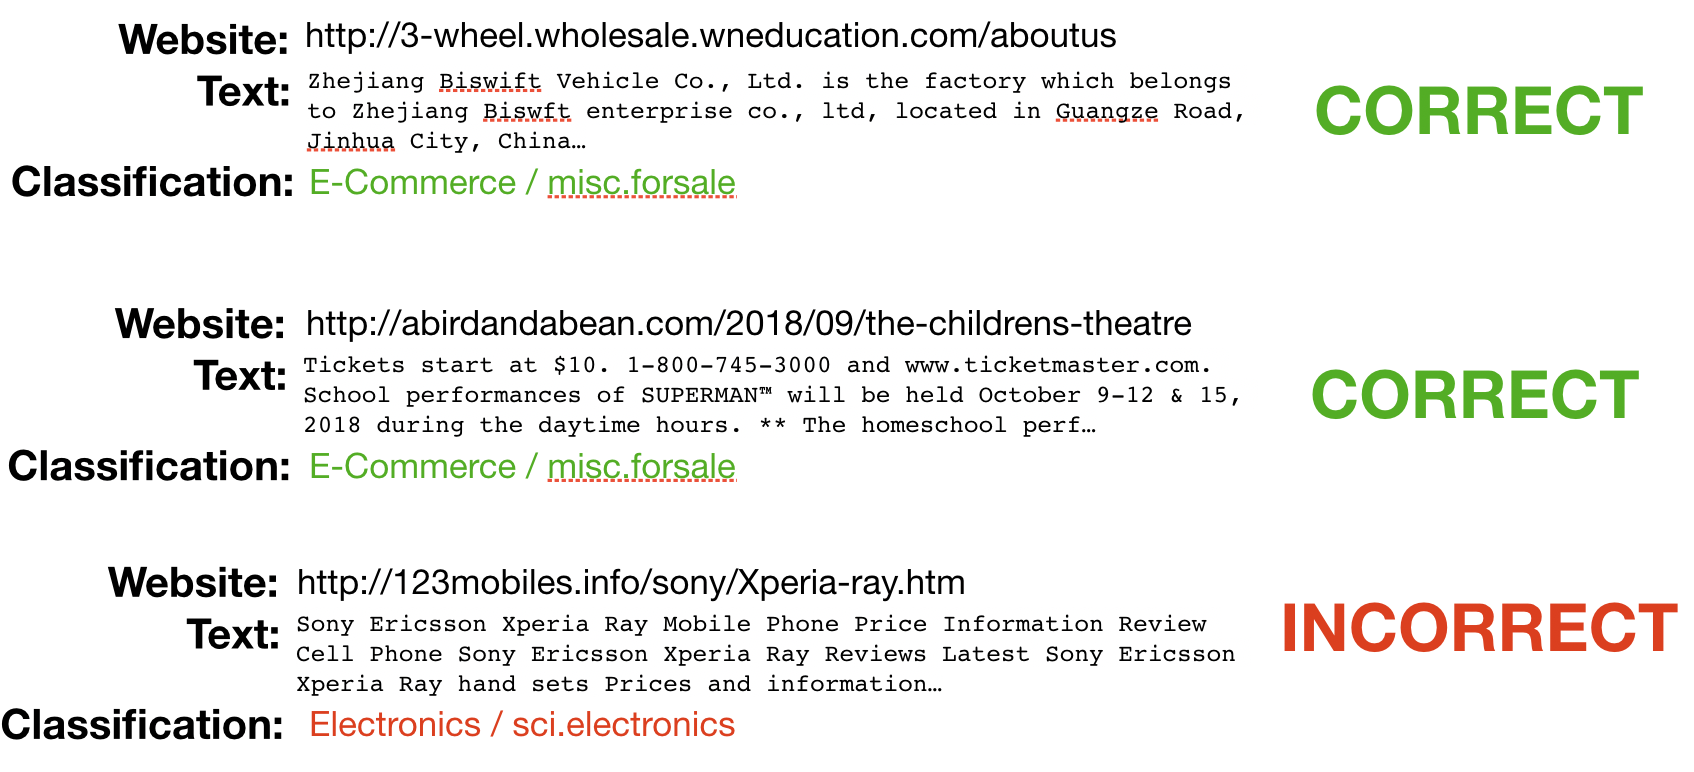 Website: http://3-wheel.wholesale.wneducation.com/aboutus
Text: Zhejiang Biswift Vehicle Co., Ltd. is the factory which belongs
to Zhejiang Biswft enterprise co., ltd, located in Guangze Road,
Jinhua City, China…
CORRECT
Classification: E-Commerce / misc.forsale
Website: http://abirdandabean.com/2018/09/the-childrens-theatre
Text: Tickets start at $10. 1-800-745-3000 and www.ticketmaster.com.
School performances of SUPERMAN™ will be held October 9-12 & 15,
2018 during the daytime hours. ** The homeschool perf…
CORRECT
Classification: E-Commerce / misc.forsale
Website: http://123mobiles.info/sony/Xperia-ray.htm
Text: Sony Ericsson Xperia Ray Mobile Phone Price Information Review
Cell Phone Sony Ericsson Xperia Ray Reviews Latest Sony Ericsson
Xperia Ray hand sets Prices and information…
INCORRECT
Classification: Electronics / sci.electronics